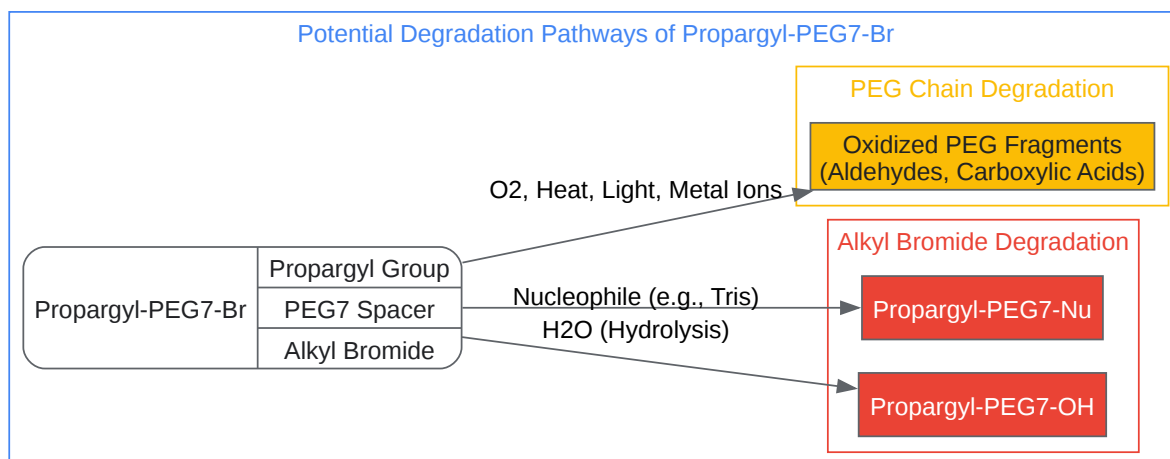 Potential Degradation Pathways of Propargyl-PEG7-Br
PEG Chain Degradation
Oxidized PEG Fragments
(Aldehydes, Carboxylic Acids)
O2, Heat, Light, Metal Ions
Alkyl Bromide Degradation
Propargyl-PEG7-Br
Propargyl Group
PEG7 Spacer
Alkyl Bromide
Nucleophile (e.g., Tris)
H2O (Hydrolysis)
Propargyl-PEG7-Nu
Propargyl-PEG7-OH